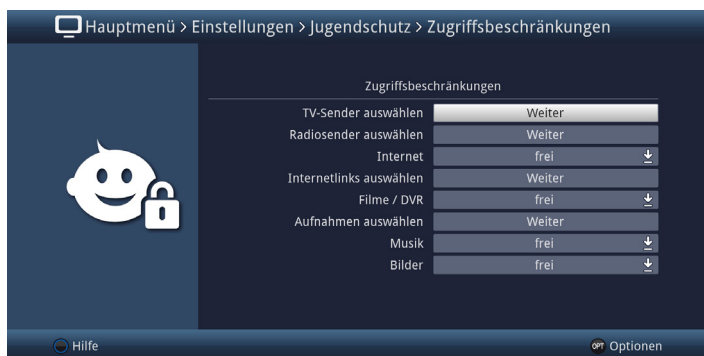 Hauptmenü > Einstellungen > Jugendschutz > Zugriffsbeschränkungen
Zugriffsbeschränkungen
TV-Sender auswählen Weiter
Radiosender auswählen Weiter
Internet frei
Internetlinks auswählen Weiter
Filme / DVR frei
Aufnahmen auswählen Weiter
Musik frei
Bilder frei
Hilfe OPT Optionen